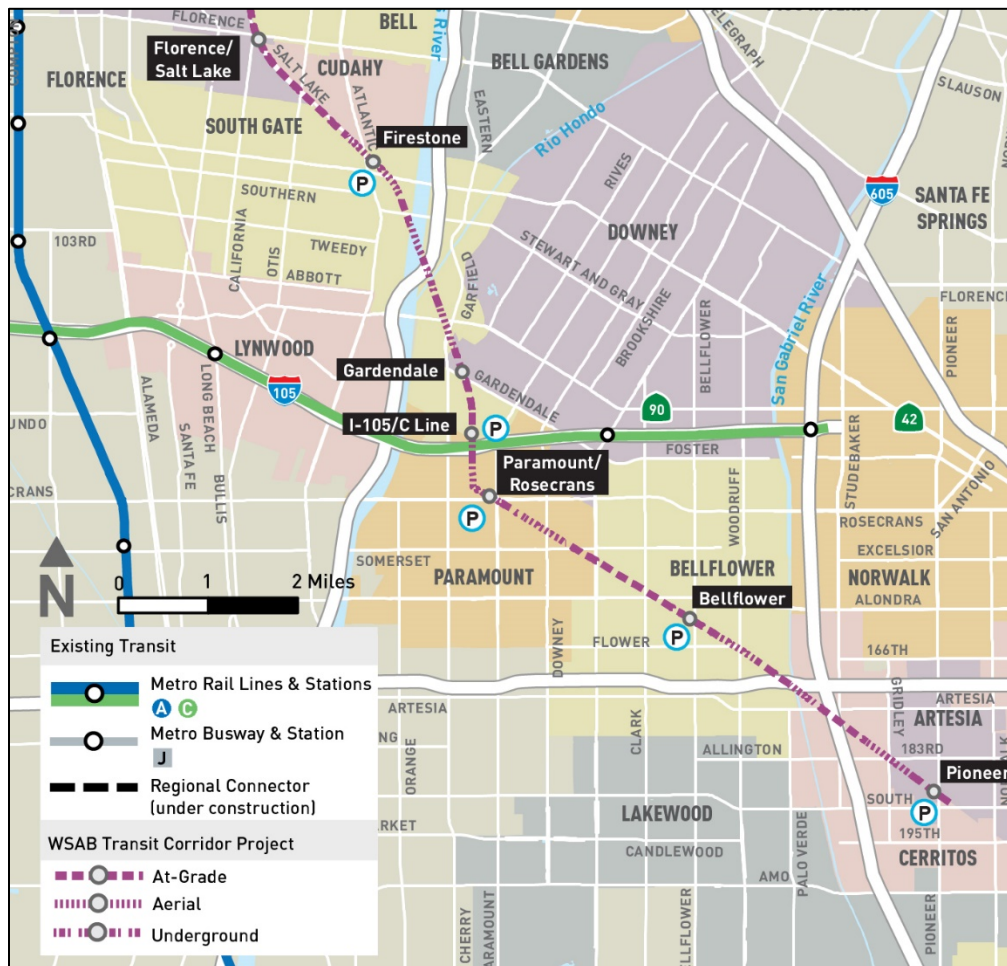 FLORENCE
BELL
River
TELEGRAPH
Florence/
Salt Lake
SALT LAKE
CUDAHY
BELL GARDENS
SLAUSON
FLORENCE
ATLANTIC
EASTERN
SOUTH GATE
Firestone
Rio Hondo
P
RIVES
605
SANTA FE
SPRINGS
SOUTHERN
DOWNEY
103RD
CALIFORNIA
OTIS
TWEEDY
ABBOTT
GARFIELD
STEWART AND GRAY
BROOKSHIRE
BELLFLOWER
San Gabriel River
FLORENCE
PIONEER
LYNWOOD
Gardendale
GARDENDALE
105
ALAMEDA
LONG BEACH
SANTA FE
BULLIS
I-105/C Line
P
90
42
FOSTER
STUDEBAKER
SAN ANTONIO
Paramount/
Rosecrans
P
WOODRUFF
ROSECRANS
EXCELSIOR
SOMERSET
PARAMOUNT
BELLFLOWER
NORWALK
N
0 1 2 Miles
Bellflower
ALONDRA
P
FLOWER
DOWNEY
166TH
Existing Transit
Metro Rail Lines & Stations
A C
Metro Busway & Station
J
Regional Connector
(under construction)
WSAB Transit Corridor Project
At-Grade
Aerial
Underground
ARTESIA
ORANGE
CLARK
ALLINGTON
GRIDLEY
ARTESIA
ARTESIA
183RD
Pioneer
SOUTH
P
195TH
LAKEWOOD
CANDLEWOOD
PALO VERDE
CERRITOS
CHERRY
PARAMOUNT
PIONEER